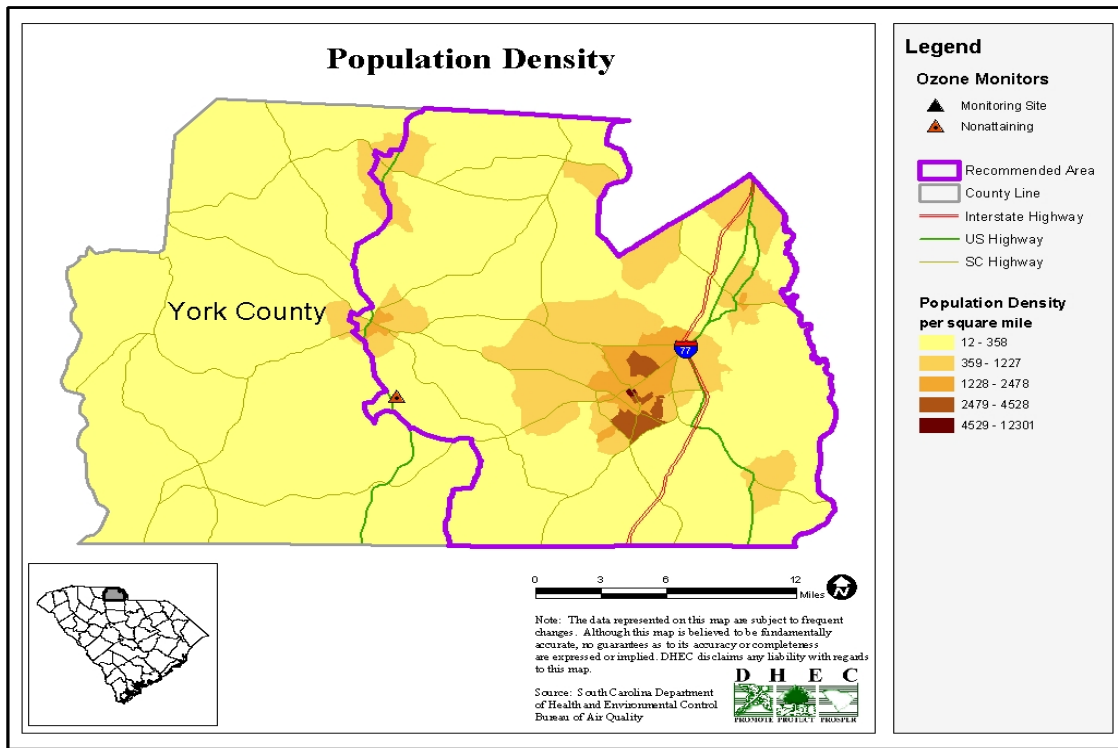 Population Density
York County
77
0 3 6 12
Miles
N
Note: The data represented on this map are subject to frequent
changes. Although this map is believed to be fundamentally
accurate, no guarantees as to its accuracy or completeness
are expressed or implied. DHEC disclaims any liability with regards
to this map.
Source: South Carolina Department
of Health and Environmental Control
Bureau of Air Quality
D H E C
PROMOTE PROTECT PROSPER
Legend
Ozone Monitors
Monitoring Site
Nonattaining
Recommended Area
County Line
Interstate Highway
US Highway
SC Highway
Population Density
per square mile
12 - 358
359 - 1227
1228 - 2478
2479 - 4528
4529 - 12301